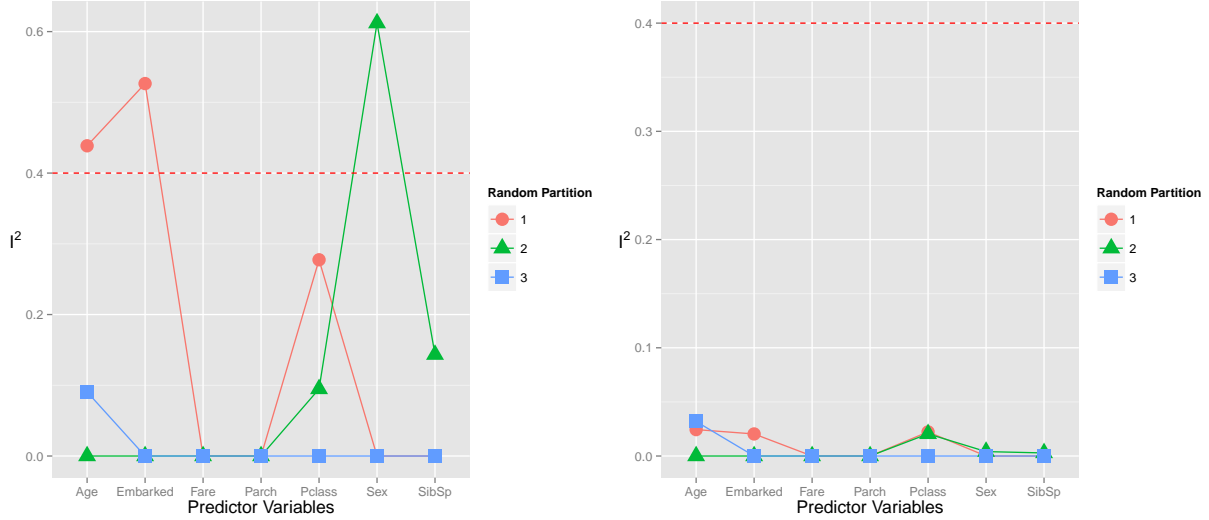 0.6
0.4
0.2
0.0
I2
Age Embarked Fare Parch Pclass Sex SibSp
Predictor Variables
Random Partition
1
2
3
0.4
0.3
0.2
0.1
0.0
I2
Age Embarked Fare Parch Pclass Sex SibSp
Predictor Variables
Random Partition
1
2
3